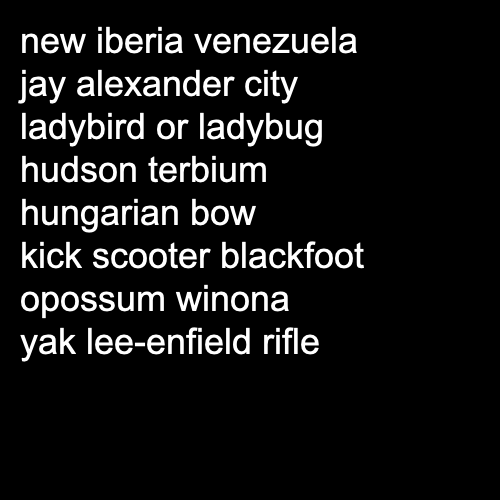 new iberia venezuela
jay alexander city
ladybird or ladybug
hudson terbium
hungarian bow
kick scooter blackfoot
opossum winona
yak lee-enfield rifle